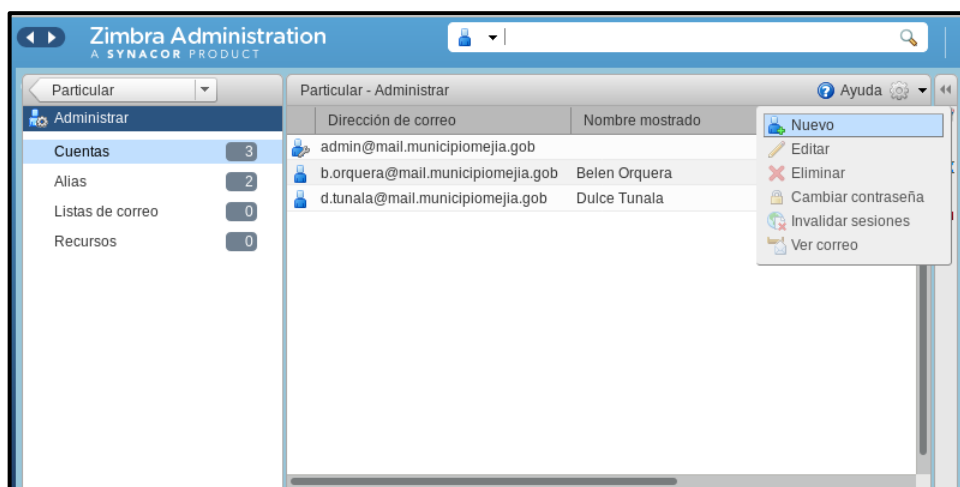 Zimbra Administration
A SYNACOR PRODUCT
Particular
Particular - Administrar
Ayuda
Administrar
Dirección de correo
Nombre mostrado
Cuentas 3
Alias 2
Listas de correo 0
Recursos 0
admin@mail.municipiomejia.gob
b.orquera@mail.municipiomejia.gob Belen Orquera
d.tunala@mail.municipiomejia.gob Dulce Tunala
Nuevo
Editar
Eliminar
Cambiar contraseña
Invalidar sesiones
Ver correo